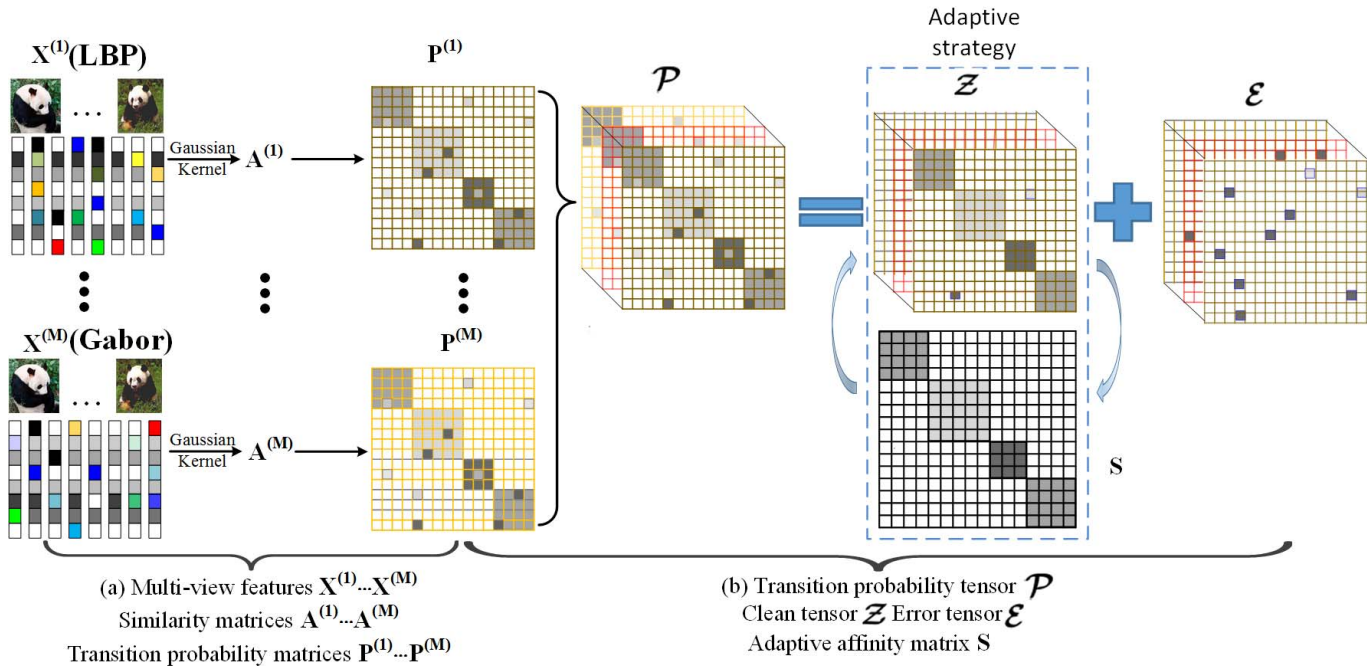 X^(1)(LBP)
...
Gaussian
Kernel
A^(1)
P^(1)
X^(M)(Gabor)
...
Gaussian
Kernel
A^(M)
P^(M)
𝒫
=
Adaptive
strategy
𝒵
+
ℰ
S
(a) Multi-view features X^(1)...X^(M)
Similarity matrices A^(1)...A^(M)
Transition probability matrices P^(1)...P^(M)
(b) Transition probability tensor 𝒫
Clean tensor 𝒵 Error tensor ℰ
Adaptive affinity matrix S